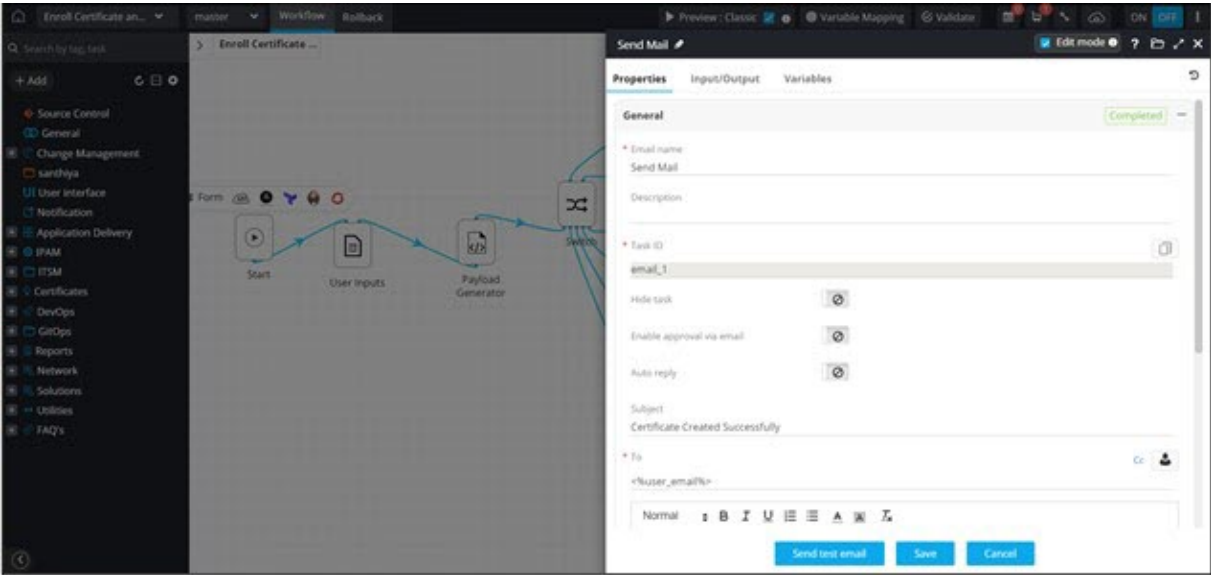 Enroll Certificate an...
master
Workflow
Rollback
Preview : Classic
Variable Mapping
Validate
ON OFF
Search by tag, task
Enroll Certificate ...
Send Mail
Edit mode
?
+ Add
Properties
Input/Output
Variables
Source Control
General
Change Management
santhiya
UI User interface
Notification
Application Delivery
IPAM
ITSM
Certificates
DevOps
GitOps
Reports
Network
Solutions
Utilities
FAQ's
Form
Start
User Inputs
Payload
Generator
Switch
General
Completed
* Email name
Send Mail
Description
* Task ID
email_1
Hide task
Enable approval via email
Auto reply
Subject
Certificate Created Successfully
* To
Cc
<%user_email%>
Normal B I U A
Send test email
Save
Cancel